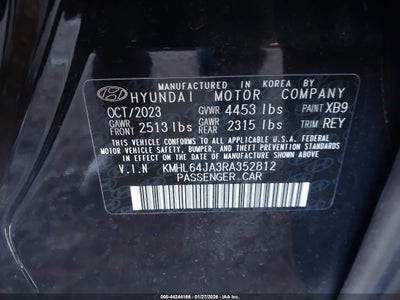 MANUFACTURED IN KOREA BY
HYUNDAI MOTOR COMPANY
OCT/2023 GVWR 4453 lbs PAINT XB9
GAWR FRONT 2513 lbs GAWR REAR 2315 lbs TRIM REY
THIS VEHICLE CONFORMS TO ALL APPLICABLE U.S.A. FEDERAL
MOTOR VEHICLE SAFETY, BUMPER, AND THEFT PREVENTION
STANDARDS IN EFFECT ON THE DATE OF MANUFACTURE SHOWN ABOVE.
V.I.N KMHL64JA3RA352812
PASSENGER CAR
000-44244166 - 01/27/2026 - IAA Inc.